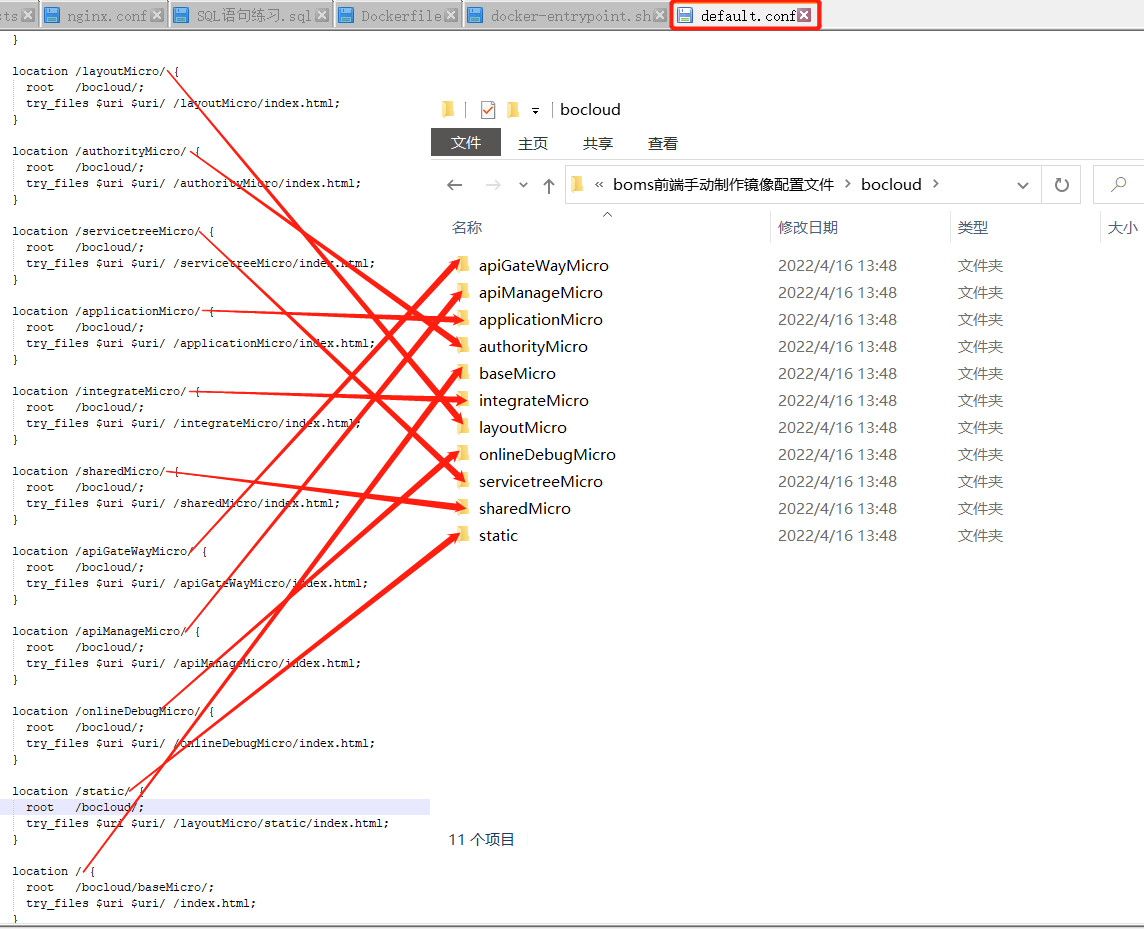 ts
nginx.conf
SQL语句练习.sql
Dockerfile
docker-entrypoint.sh
default.conf
}
location /layoutMicro/ {
root /bocloud/;
try_files $uri $uri/ /layoutMicro/index.html;
}
location /authorityMicro/ {
root /bocloud/;
try_files $uri $uri/ /authorityMicro/index.html;
}
location /servicetreeMicro/ {
root /bocloud/;
try_files $uri $uri/ /servicetreeMicro/index.html;
}
location /applicationMicro/ {
root /bocloud/;
try_files $uri $uri/ /applicationMicro/index.html;
}
location /integrateMicro/ {
root /bocloud/;
try_files $uri $uri/ /integrateMicro/index.html;
}
location /sharedMicro/ {
root /bocloud/;
try_files $uri $uri/ /sharedMicro/index.html;
}
location /apiGateWayMicro/ {
root /bocloud/;
try_files $uri $uri/ /apiGateWayMicro/index.html;
}
location /apiManageMicro/ {
root /bocloud/;
try_files $uri $uri/ /apiManageMicro/index.html;
}
location /onlineDebugMicro/ {
root /bocloud/;
try_files $uri $uri/ /onlineDebugMicro/index.html;
}
location /static/ {
root /bocloud/;
try_files $uri $uri/ /layoutMicro/static/index.html;
}
location / {
root /bocloud/baseMicro/;
try_files $uri $uri/ /index.html;
}
bocloud
文件 主页 共享 查看
« boms前端手动制作镜像配置文件 > bocloud >
名称 修改日期 类型 大小
apiGateWayMicro 2022/4/16 13:48 文件夹
apiManageMicro 2022/4/16 13:48 文件夹
applicationMicro 2022/4/16 13:48 文件夹
authorityMicro 2022/4/16 13:48 文件夹
baseMicro 2022/4/16 13:48 文件夹
integrateMicro 2022/4/16 13:48 文件夹
layoutMicro 2022/4/16 13:48 文件夹
onlineDebugMicro 2022/4/16 13:48 文件夹
servicetreeMicro 2022/4/16 13:48 文件夹
sharedMicro 2022/4/16 13:48 文件夹
static 2022/4/16 13:48 文件夹
11 个项目